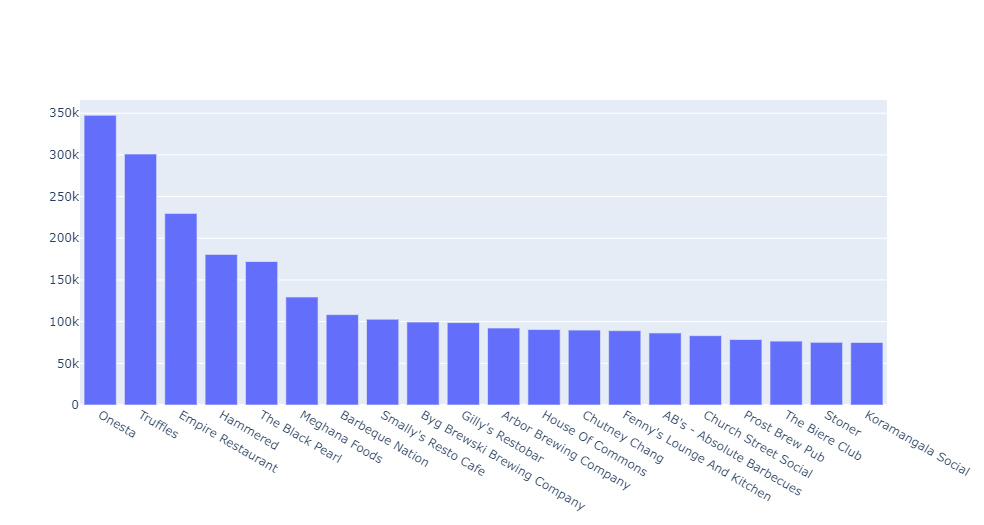 350k
300k
250k
200k
150k
100k
50k
0
Onesta
Truffles
Empire Restaurant
Hammered
The Black Pearl
Meghana Foods
Barbeque Nation
Smally's Resto Cafe
Byg Brewski Brewing Company
Gilly's Restobar
Arbor Brewing Company
House Of Commons
Chutney Chang
Fenny's Lounge And Kitchen
AB's - Absolute Barbecues
Church Street Social
Prost Brew Pub
The Biere Club
Stoner
Koramangala Social